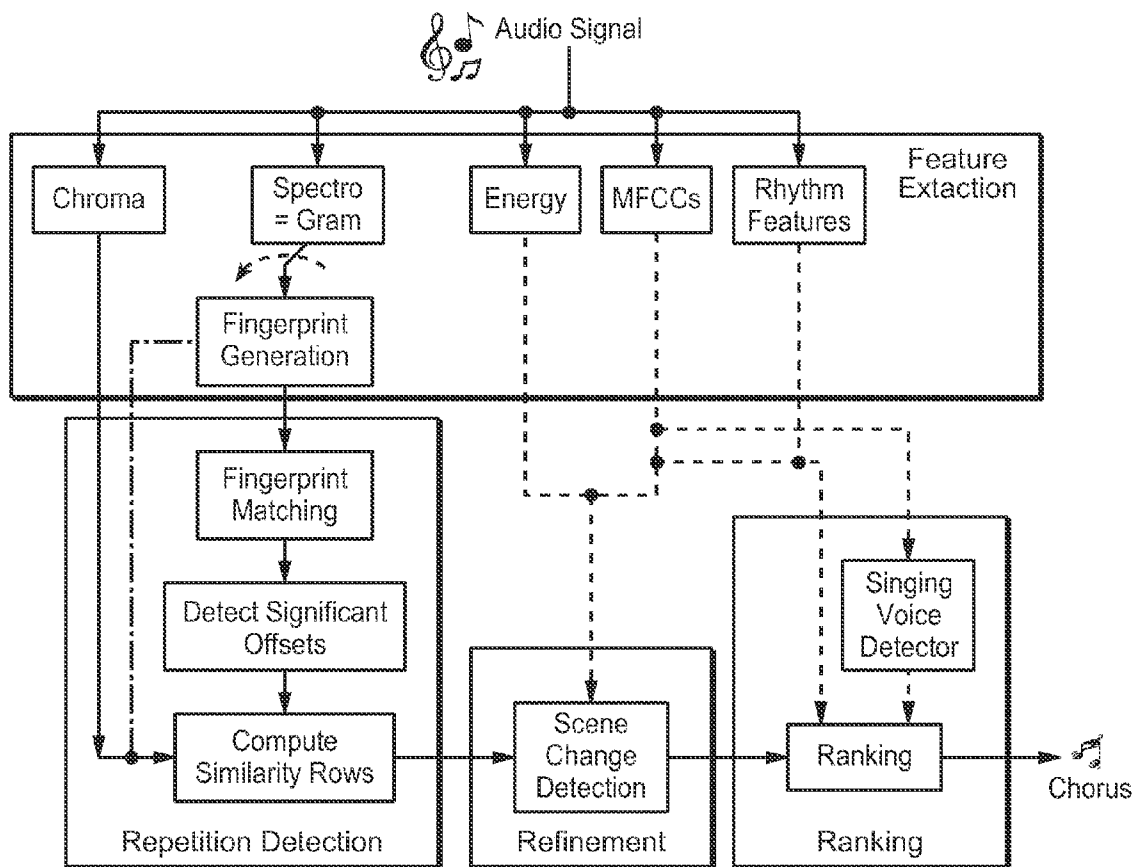 Audio Signal
Feature
Extaction
Chroma
Spectro
= Gram
Energy
MFCCs
Rhythm
Features
Fingerprint
Generation
Fingerprint
Matching
Detect Significant
Offsets
Compute
Similarity Rows
Repetition Detection
Scene
Change
Detection
Refinement
Singing
Voice
Detector
Ranking
Ranking
Chorus